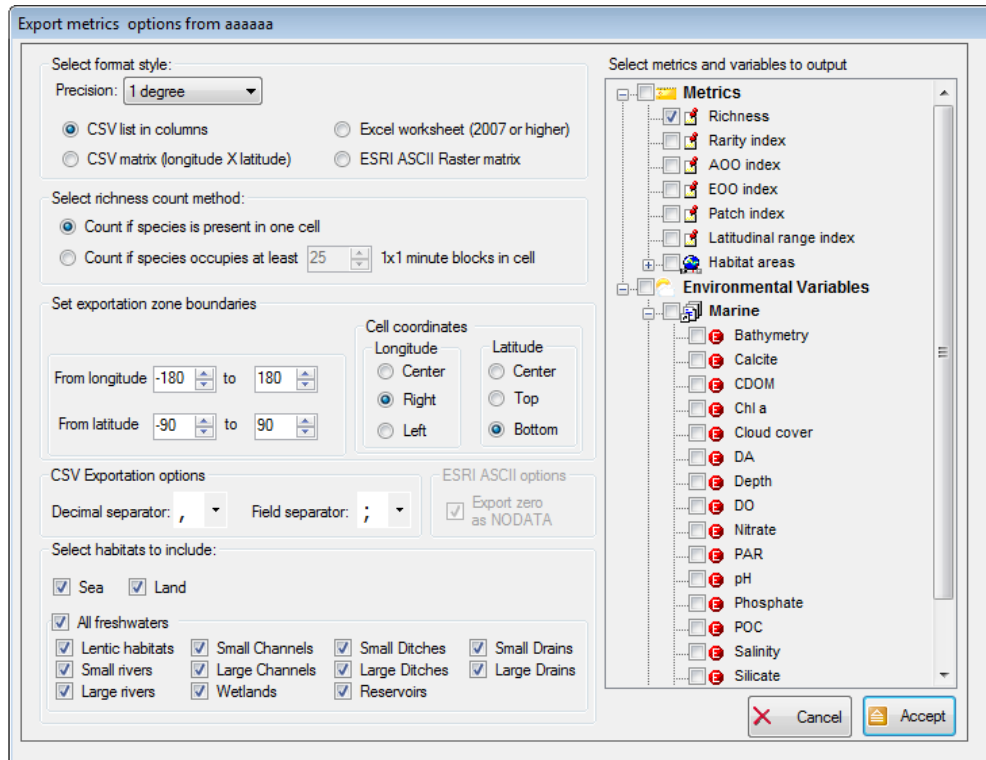 Export metrics options from aaaaaa
Select format style:
Precision: 1 degree
CSV list in columns
Excel worksheet (2007 or higher)
CSV matrix (longitude X latitude)
ESRI ASCII Raster matrix
Select richness count method:
Count if species is present in one cell
Count if species occupies at least 25 1x1 minute blocks in cell
Set exportation zone boundaries
From longitude -180 to 180
From latitude -90 to 90
Cell coordinates
Longitude
Center
Right
Left
Latitude
Center
Top
Bottom
CSV Exportation options
Decimal separator: ,
Field separator: ;
ESRI ASCII options
Export zero
as NODATA
Select habitats to include:
Sea Land
All freshwaters
Lentic habitats Small Channels Small Ditches Small Drains
Small rivers Large Channels Large Ditches Large Drains
Large rivers Wetlands Reservoirs
Select metrics and variables to output
Metrics
Richness
Rarity index
AOO index
EOO index
Patch index
Latitudinal range index
Habitat areas
Environmental Variables
Marine
Bathymetry
Calcite
CDOM
Chl a
Cloud cover
DA
Depth
DO
Nitrate
PAR
pH
Phosphate
POC
Salinity
Silicate
Cancel
Accept